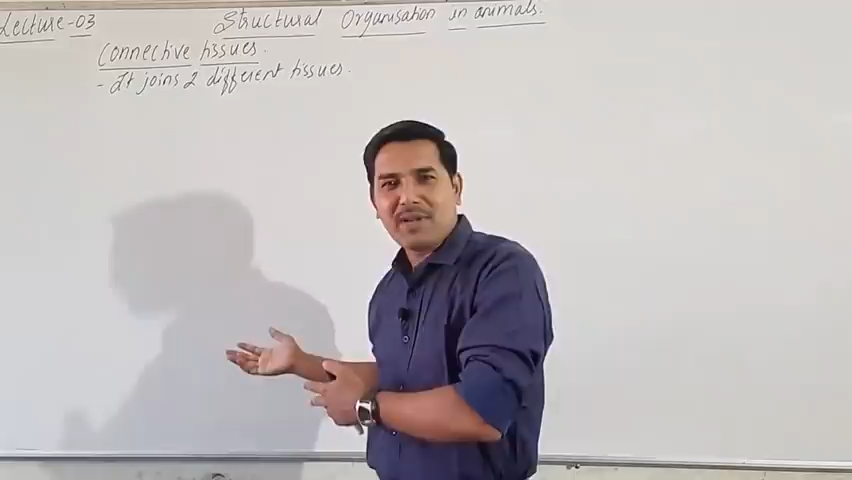 Lecture-03 Structural Organisation in animals.
Connective tissues.
- It joins 2 different tissues.